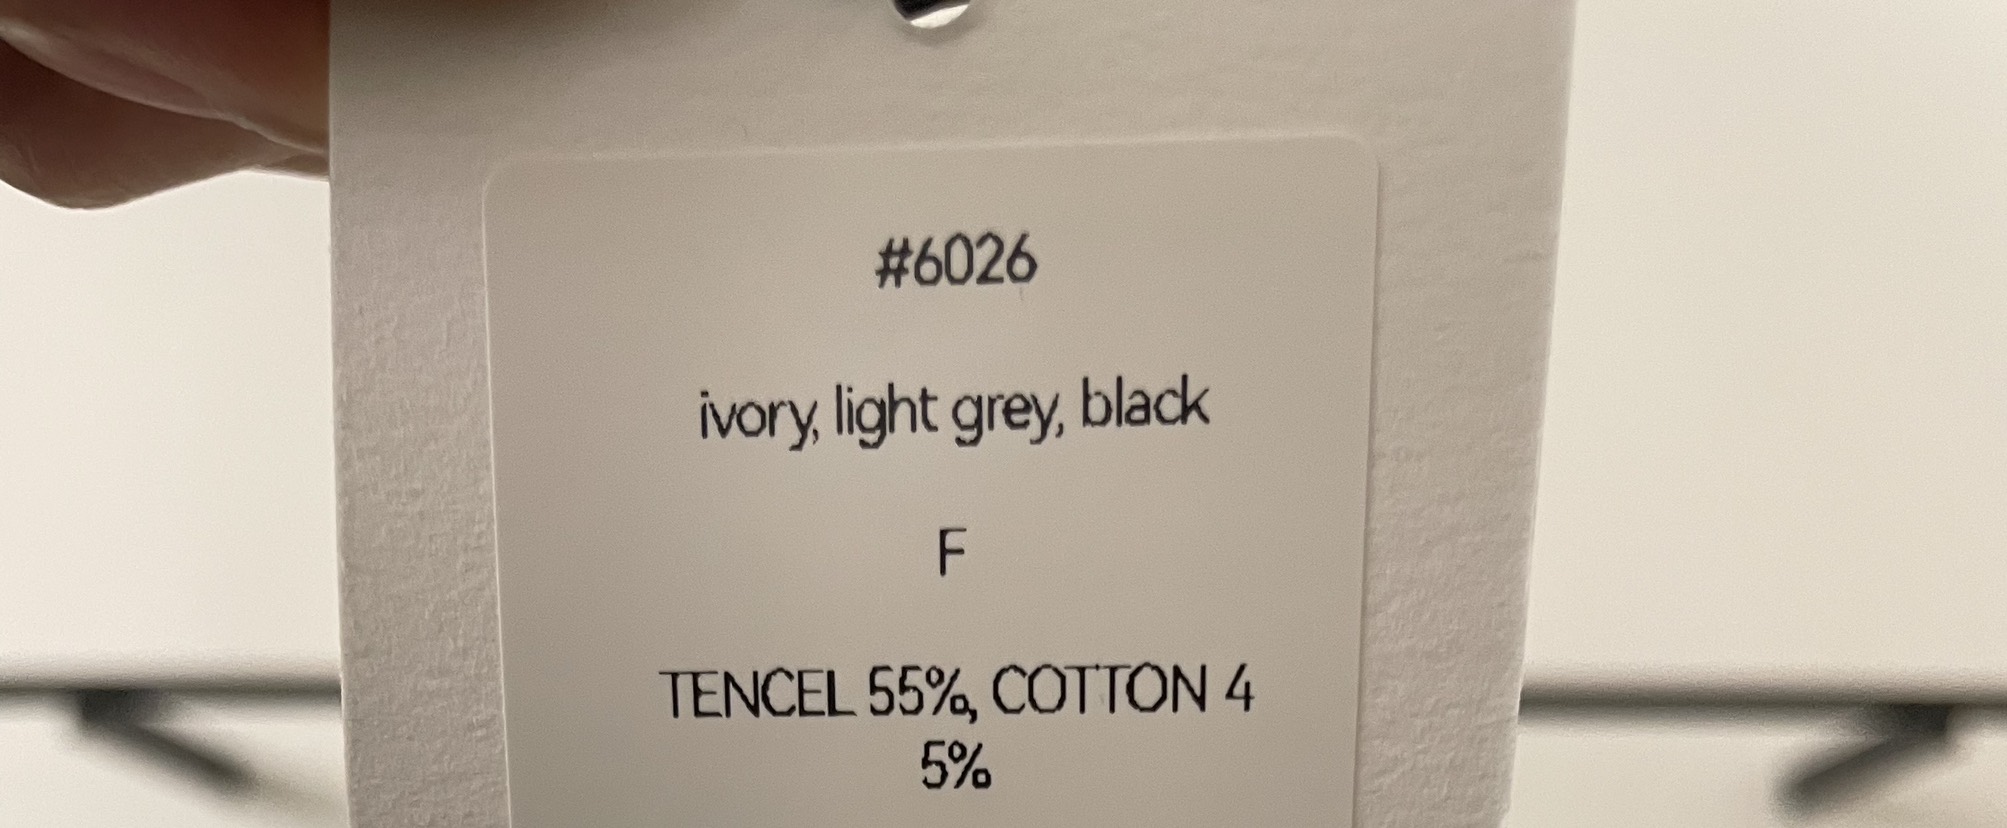 #6026
ivory, light grey, black
F
TENCEL 55%, COTTON 4
5%